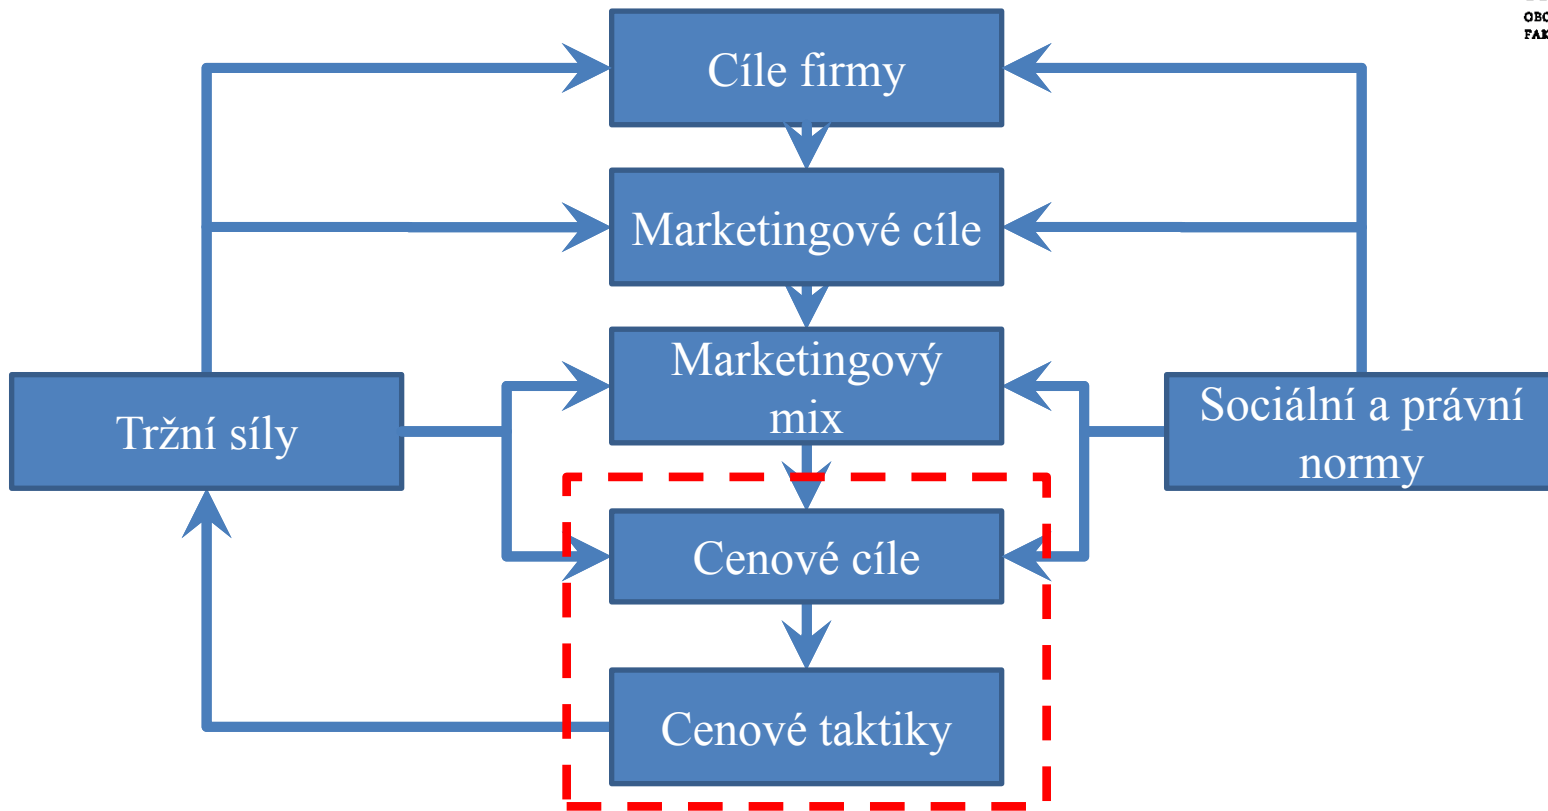 Cíle firmy
Marketingové cíle
Marketingový
mix
Tržní síly
Sociální a právní
normy
Cenové cíle
Cenové taktiky